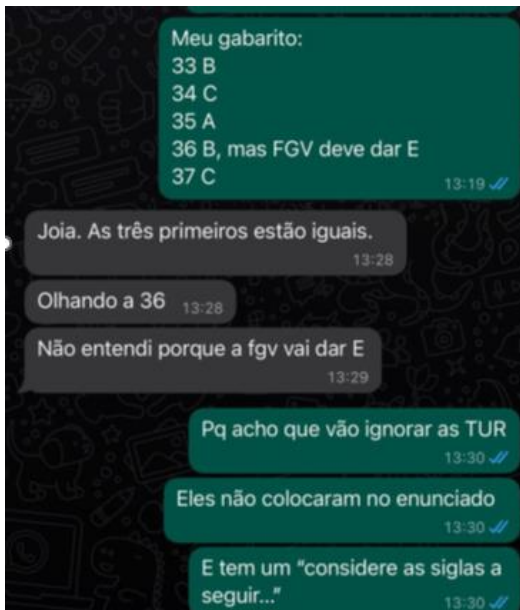 Meu gabarito:
33 B
34 C
35 A
36 B, mas FGV deve dar E
37 C
13:19
Joia. As três primeiros estão iguais.
13:28
Olhando a 36 13:28
Não entendi porque a fgv vai dar E
13:29
Pq acho que vão ignorar as TUR
13:30
Eles não colocaram no enunciado
13:30
E tem um “considere as siglas a
seguir...”
13:30